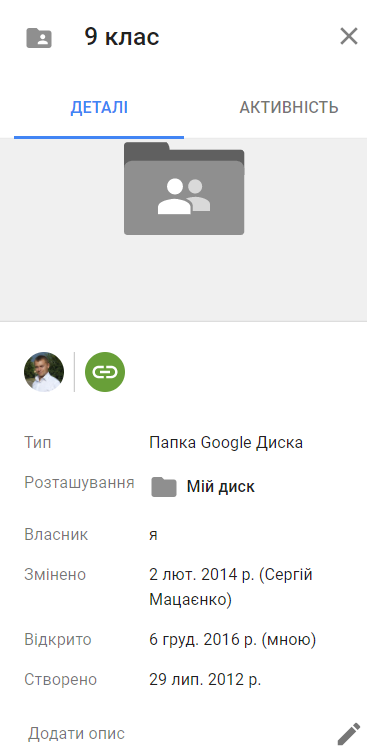 9 клас
ДЕТАЛІ АКТИВНІСТЬ
Тип Папка Google Диска
Розташування Мій диск
Власник я
Змінено 2 лют. 2014 р. (Сергій
Мацаєнко)
Відкрито 6 груд. 2016 р. (мною)
Створено 29 лип. 2012 р.
Додати опис